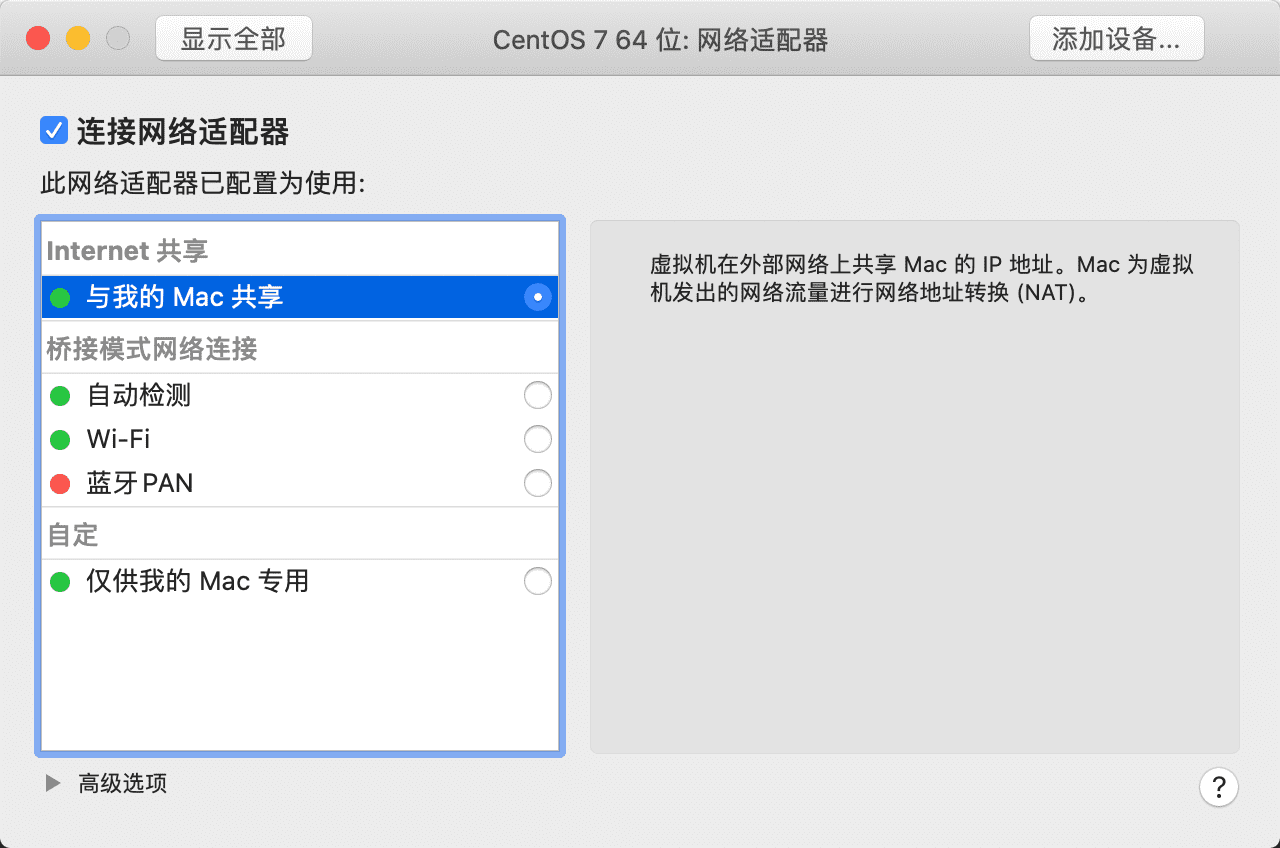 显示全部
CentOS 7 64 位: 网络适配器
添加设备...
连接网络适配器
此网络适配器已配置为使用:
Internet 共享
与我的 Mac 共享
桥接模式网络连接
自动检测
Wi-Fi
蓝牙 PAN
自定
仅供我的 Mac 专用
虚拟机在外部网络上共享 Mac 的 IP 地址。Mac 为虚拟
机发出的网络流量进行网络地址转换 (NAT)。
高级选项
?